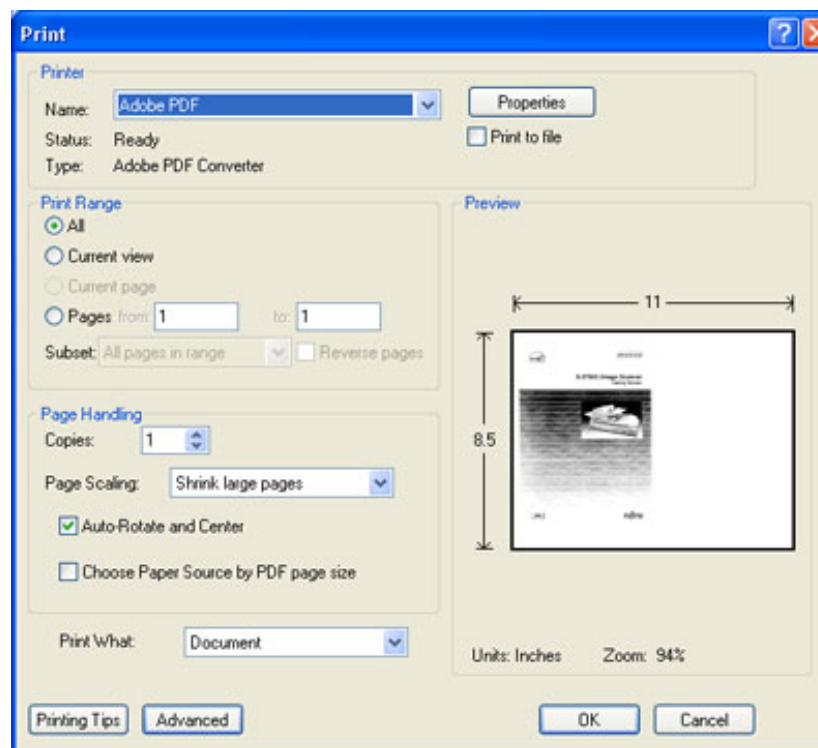 Print
Printer
Name: Adobe PDF
Properties
Status: Ready
Print to file
Type: Adobe PDF Converter
Print Range
All
Current view
Current page
Pages from: 1 to: 1
Subset: All pages in range
Reverse pages
Preview
11
8.5
Page Handling
Copies: 1
Page Scaling: Shrink large pages
Auto-Rotate and Center
Choose Paper Source by PDF page size
Print What: Document
Units: Inches Zoom: 94%
Printing Tips
Advanced
OK
Cancel